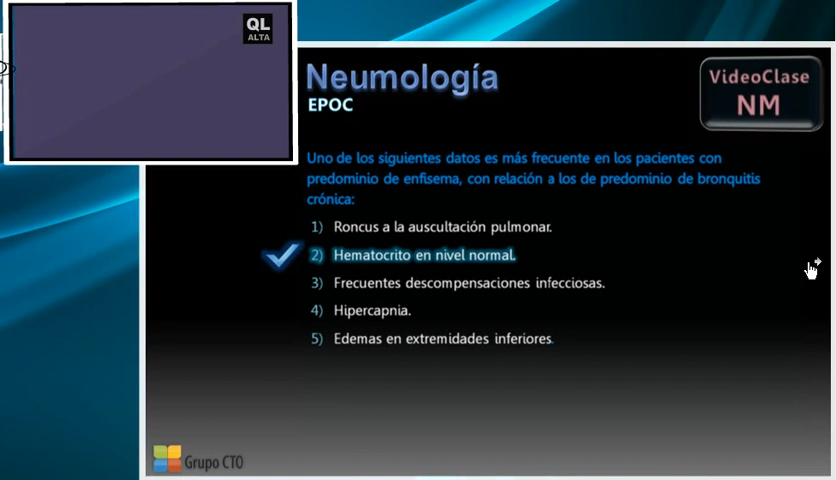 QL
ALTA
Neumología
EPOC
VideoClase
NM
Uno de los siguientes datos es más frecuente en los pacientes con
predominio de enfisema, con relación a los de predominio de bronquitis
crónica:
1) Roncus a la auscultación pulmonar.
2) Hematocrito en nivel normal.
3) Frecuentes descompensaciones infecciosas.
4) Hipercapnia.
5) Edemas en extremidades inferiores.
Grupo CTO